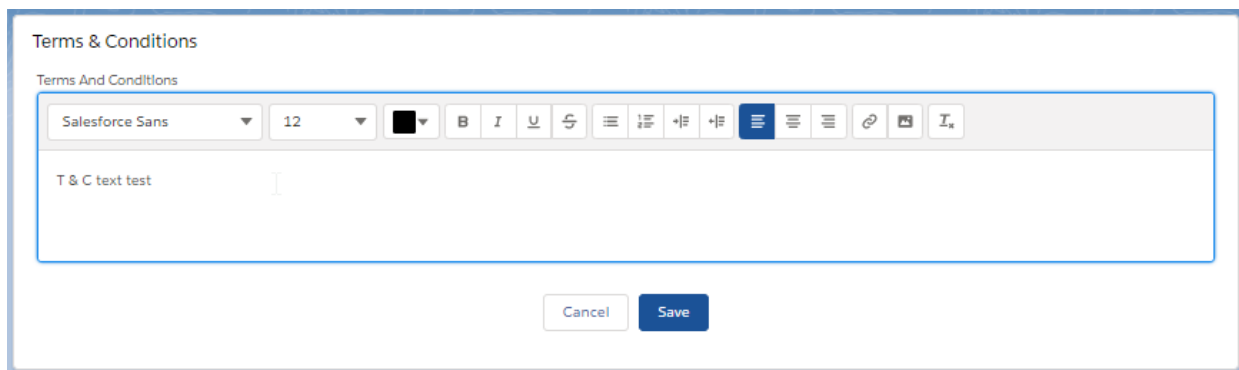 Terms & Conditions
Terms And Conditions
Salesforce Sans 12 B I U S
T & C text test
Cancel Save